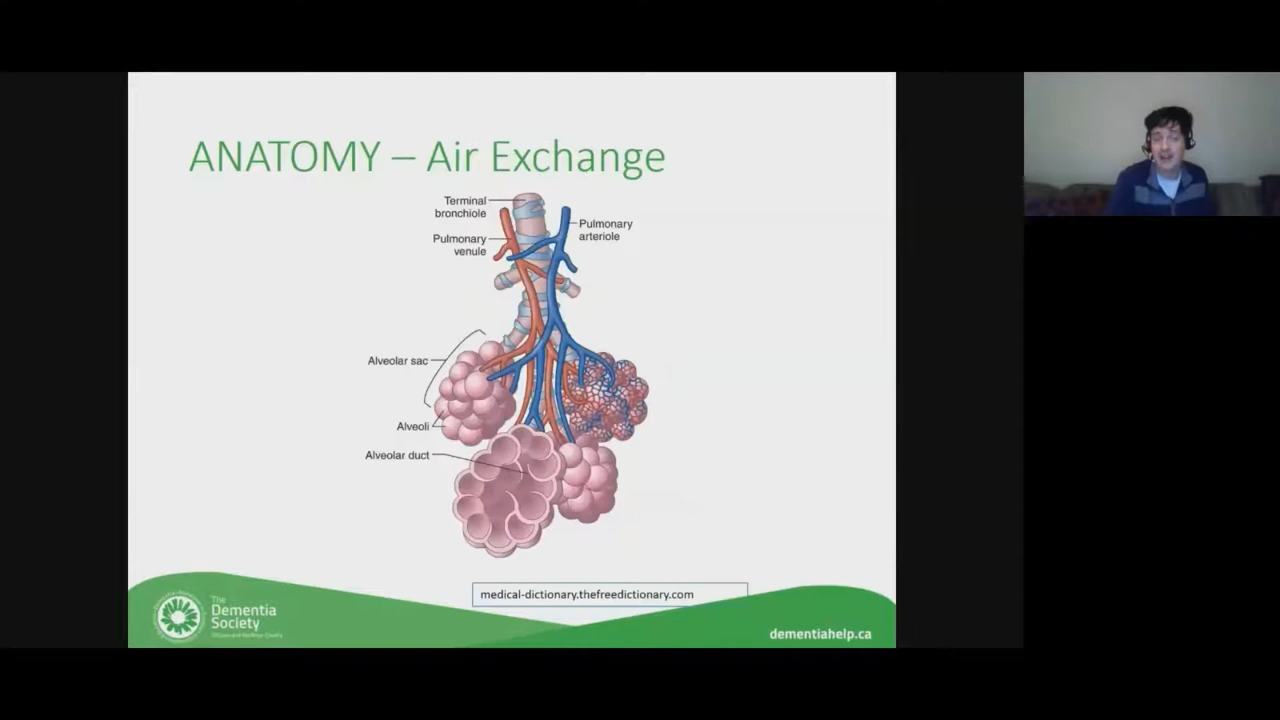 ANATOMY – Air Exchange
Terminal
bronchiole
Pulmonary
venule
Pulmonary
arteriole
Alveolar sac
Alveoli
Alveolar duct
medical-dictionary.thefreedictionary.com
The
Dementia
Society
dementiahelp.ca